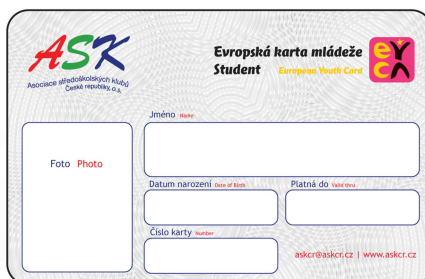 ASK
Asociace středoškolských klubů
České republiky, o.s.
Evropská karta mládeže
Student European Youth Card
eYCA
Jméno Name
Foto Photo
Datum narození Date of Birth
Platná do Valid thru
Číslo karty Number
askcr@askcr.cz | www.askcr.cz